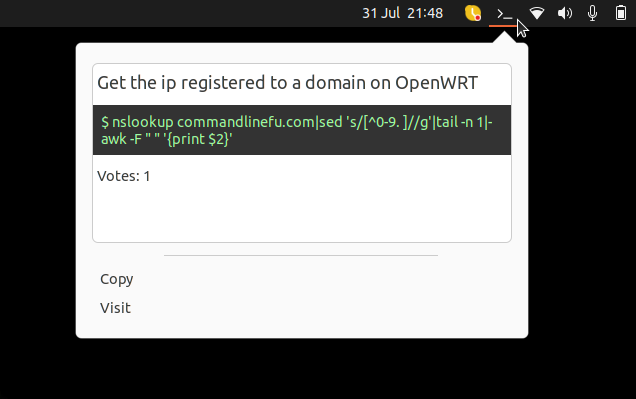 31 Jul 21:48
Get the ip registered to a domain on OpenWRT
$ nslookup commandlinefu.com|sed 's/[^0-9. ]//g'|tail -n 1|-
awk -F " " '{print $2}'
Votes: 1
Copy
Visit